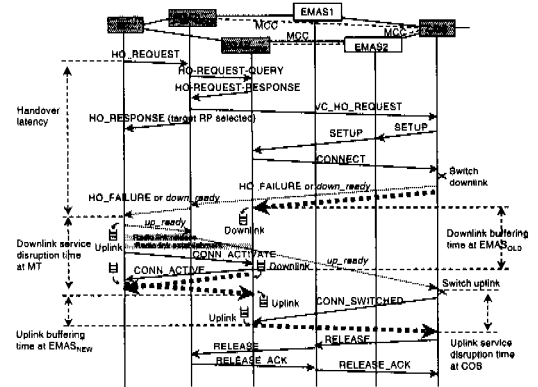 EMAS1
MCC
MCC
MCC
EMAS2
HO_REQUEST
HO-REQUEST-QUERY
HO-REQUEST-RESPONSE
Handover
latency
VC_HO_REQUEST
HO_RESPONSE (target RP selected)
SETUP
SETUP
CONNECT
Switch
downlink
HO_FAILURE or down_ready
HO_FAILURE or down_ready
up_ready
Downlink
Downlink service
disruption time
at MT
Uplink
Downlink buffering
time at EMASOLD
CONN_ACTIVATE
up_ready
CONN_ACTIVE
Downlink
Switch uplink
Uplink
CONN_SWITCHED
Uplink buffering
time at EMASNEW
Uplink
Uplink service
disruption time
at COS
RELEASE
RELEASE
RELEASE_ACK
RELEASE_ACK